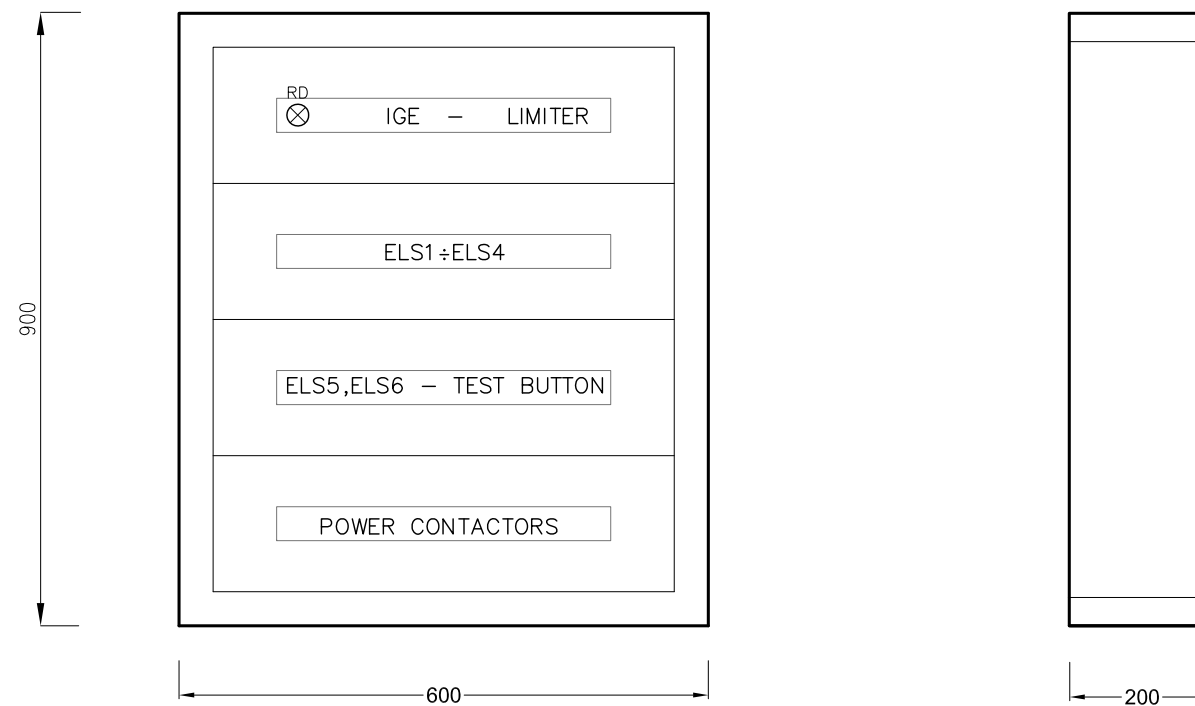 RD
IGE - LIMITER
ELS1÷ELS4
900
ELS5,ELS6 - TEST BUTTON
POWER CONTACTORS
600
200